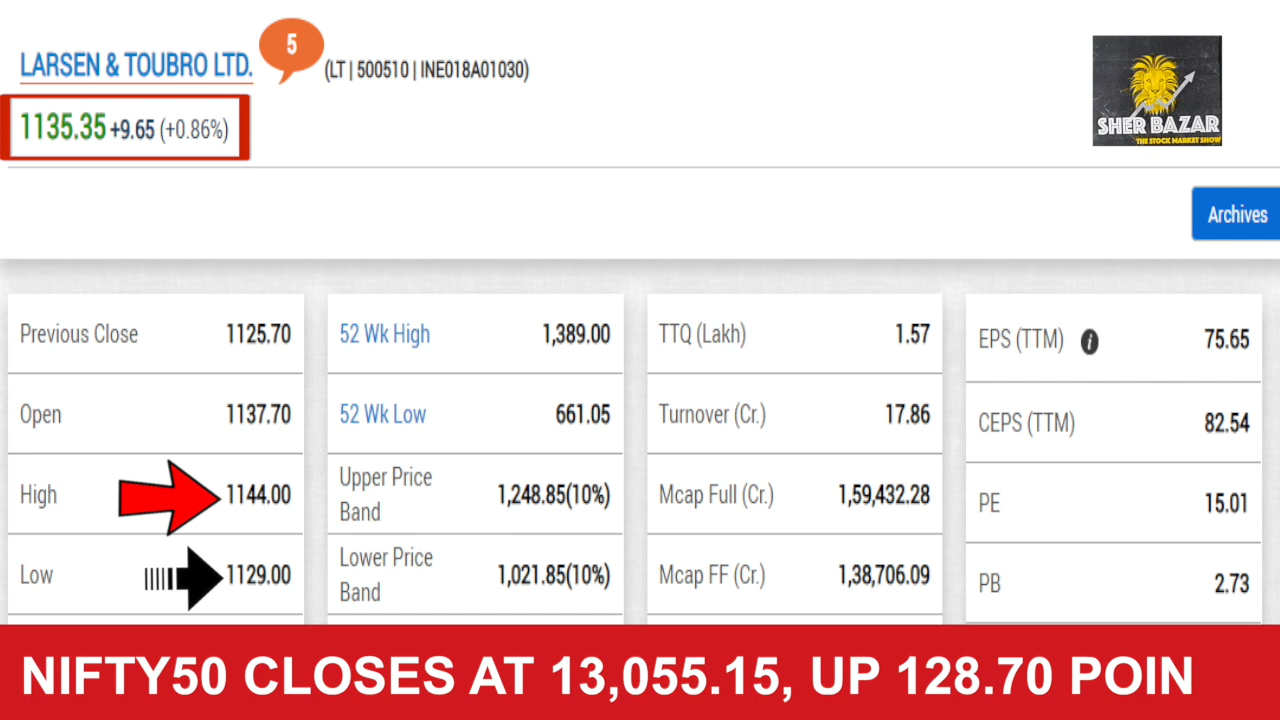 5
LARSEN & TOUBRO LTD.
(LT | 500510 | INE018A01030)
1135.35 +9.65 (+0.86%)
SHER BAZAR
THE STOCK MARKET SHOW
Archives
Previous Close 1125.70
Open 1137.70
High 1144.00
Low 1129.00
52 Wk High 1,389.00
52 Wk Low 661.05
Upper Price
Band 1,248.85(10%)
Lower Price
Band 1,021.85(10%)
TTQ (Lakh) 1.57
Turnover (Cr.) 17.86
Mcap Full (Cr.) 1,59,432.28
Mcap FF (Cr.) 1,38,706.09
EPS (TTM) i 75.65
CEPS (TTM) 82.54
PE 15.01
PB 2.73
NIFTY50 CLOSES AT 13,055.15, UP 128.70 POIN